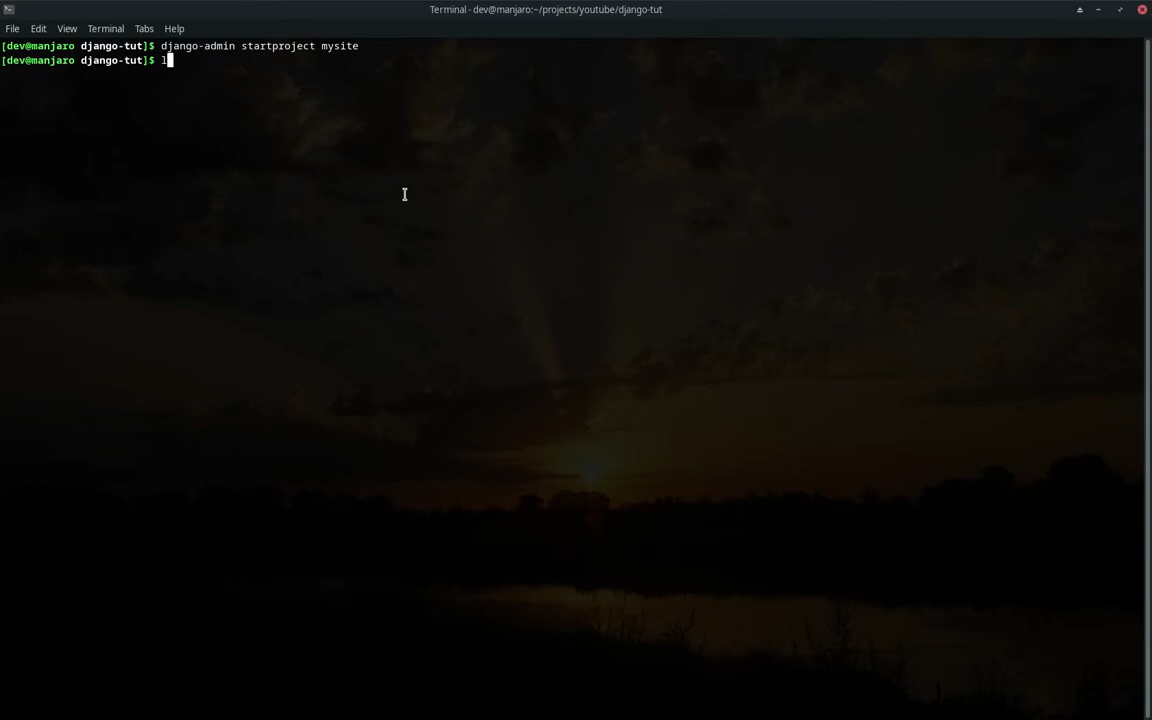 Terminal - dev@manjaro:~/projects/youtube/django-tut
File Edit View Terminal Tabs Help
[dev@manjaro django-tut]$ django-admin startproject mysite
[dev@manjaro django-tut]$ l